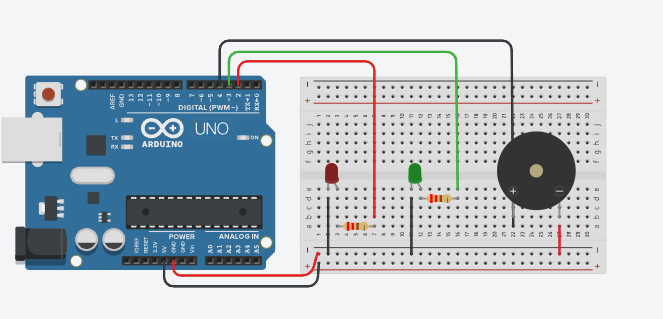 AREF
GND
13
12
~11
~10
~9
8
7
~6
~5
4
~3
2
TX→1
RX←0
DIGITAL (PWM~)
L
TX
RX
UNO
ON
ARDUINO
POWER
ANALOG IN
IOREF
RESET
3.3V
5V
GND
GND
Vin
A0
A1
A2
A3
A4
A5
j
i
h
g
f
e
d
c
b
a
+
−